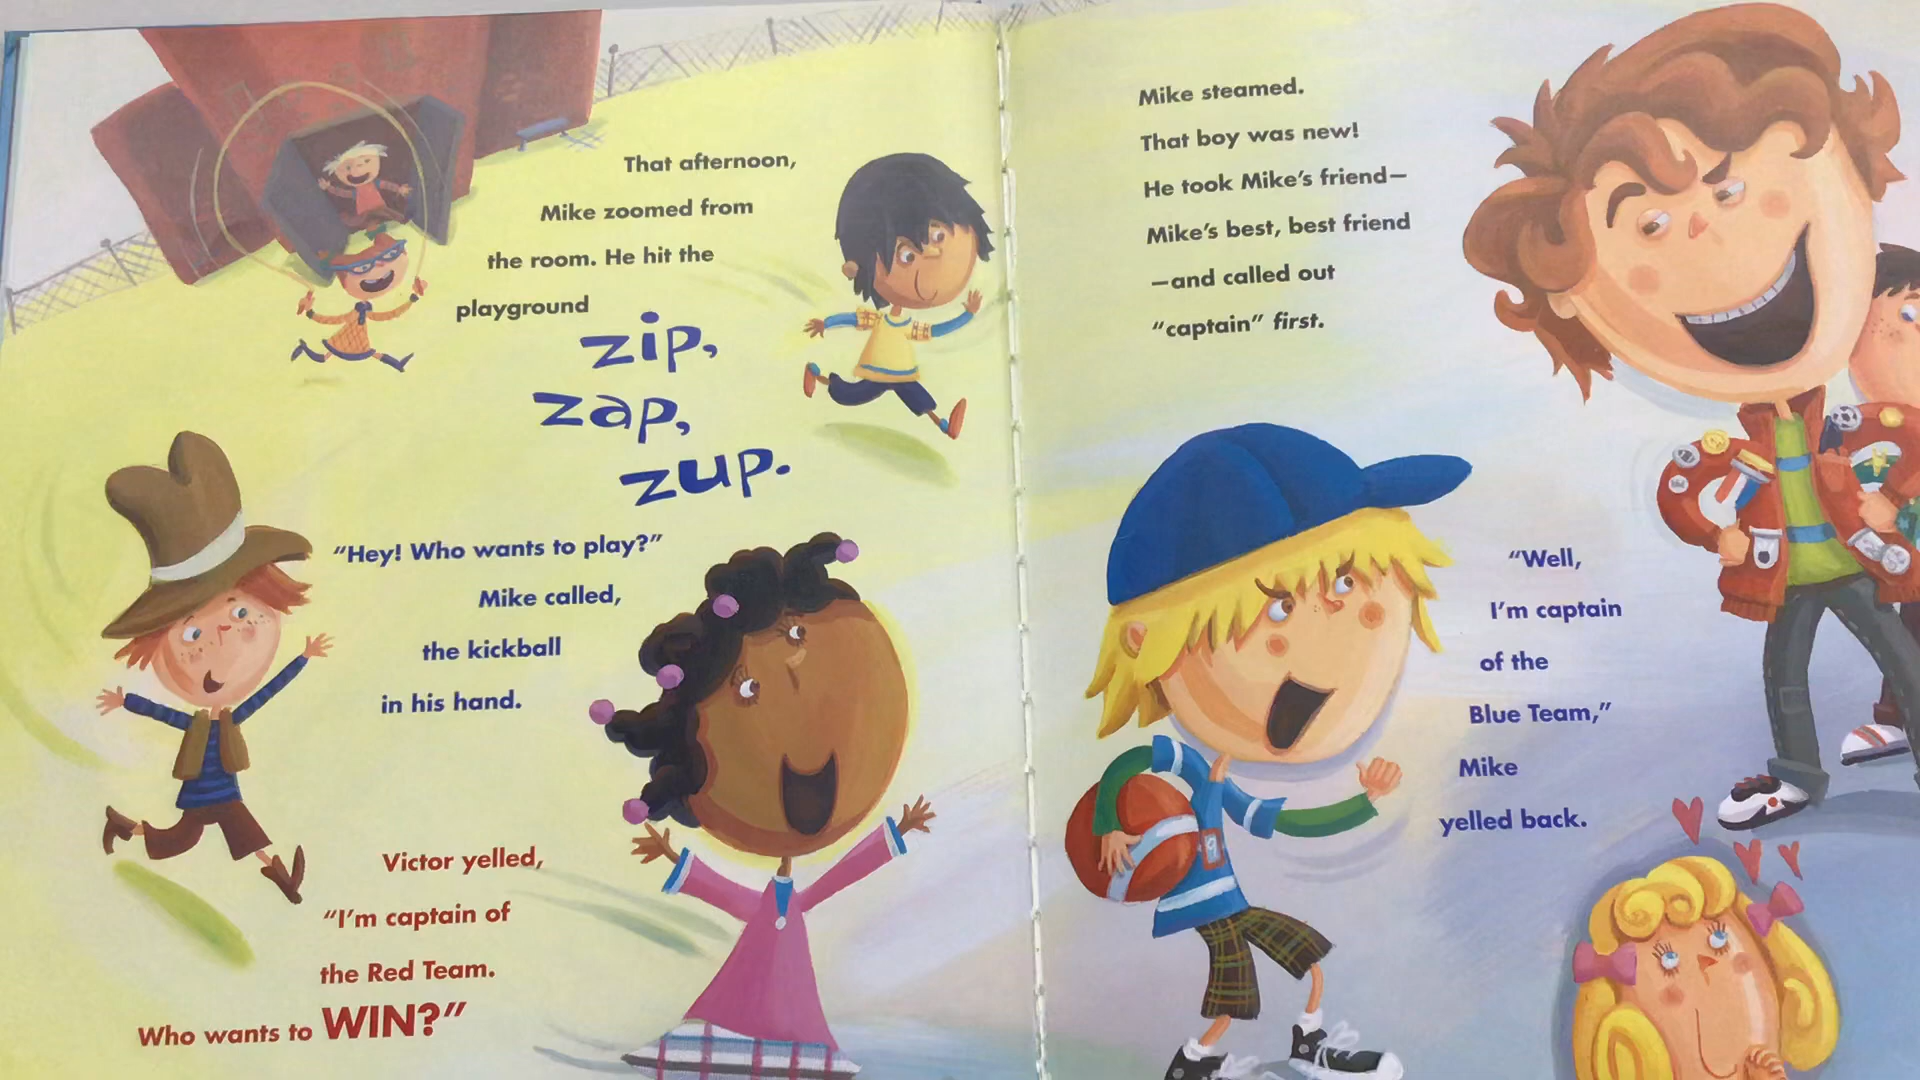 That afternoon,
Mike zoomed from
the room. He hit the
playground
zip,
zap,
zup.
“Hey! Who wants to play?”
Mike called,
the kickball
in his hand.
Victor yelled,
“I’m captain of
the Red Team.
Who wants to WIN?”
Mike steamed.
That boy was new!
He took Mike’s friend—
Mike’s best, best friend
—and called out
“captain” first.
“Well,
I’m captain
of the
Blue Team,”
Mike
yelled back.
9